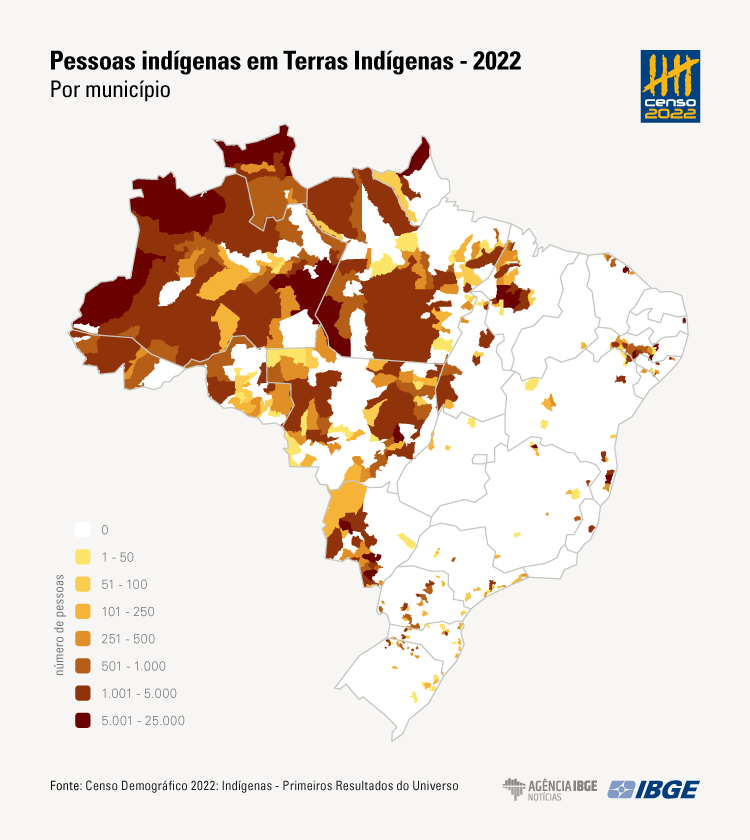 Pessoas indígenas em Terras Indígenas - 2022
Por município
censo
2022
número de pessoas
0
1 - 50
51 - 100
101 - 250
251 - 500
501 - 1.000
1.001 - 5.000
5.001 - 25.000
Fonte: Censo Demográfico 2022: Indígenas - Primeiros Resultados do Universo
AGÊNCIA IBGE
NOTÍCIAS
IBGE